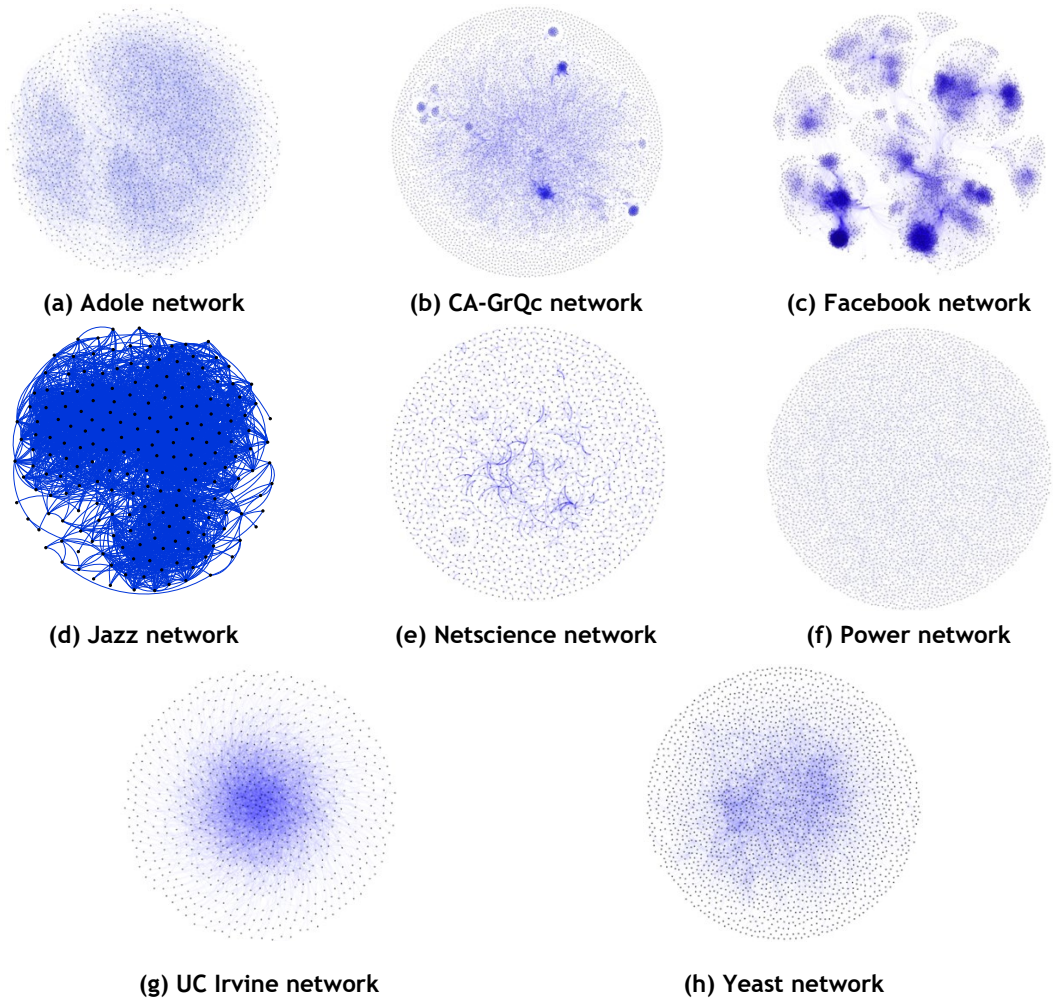 (a) Adole network
(b) CA-GrQc network
(c) Facebook network
(d) Jazz network
(e) Netscience network
(f) Power network
(g) UC Irvine network
(h) Yeast network